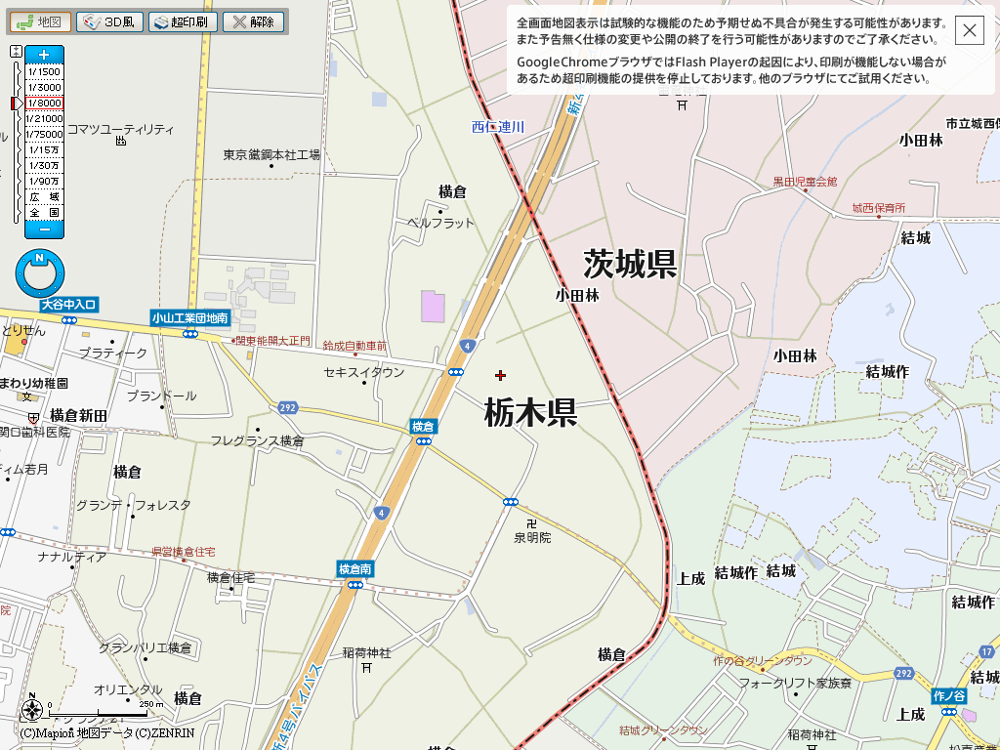 地図
3D風
超印刷
解除
全画面地図表示は試験的な機能のため予期せぬ不具合が発生する可能性があります。
また予告無く仕様の変更や公開の終了を行う可能性がありますのでご了承ください。
GoogleChromeブラウザではFlash Playerの起因により、印刷が機能しない場合が
あるため超印刷機能の提供を停止しております。他のブラウザにてご試用ください。
1/1500
1/3000
1/8000
1/21000
1/75000
1/15万
1/30万
1/90万
広 域
全 国
N
コマツユーティリティ
西仁連川
新4
市立城西
小田林
東京鐵鋼本社工場
黒田児童会館
横倉
城西保育所
ベルフラット
結城
茨城県
小田林
大谷中入口
小山工業団地南
とりせん
関東能開大正門
鈴成自動車前
4
プラティーク
セキスイタウン
小田林
結城作
まわり幼稚園
プランドール
292
横倉新田
栃木県
横倉
関口歯科医院
フレグランス横倉
ディム若月
横倉
グランデ・フォレスタ
4
泉明院
県営横倉住宅
ナナルティア
横倉南
横倉住宅
上成
結城作
結城
結城作
院
グランバリエ横倉
稲荷神社
横倉
作の谷グリーンタウン
17
292
フォークリフト家族寮
結城
オリエンタル
横倉
新4号バイパス
作ノ谷
上成
N
0
250 m
結城グリーンタウン
稲荷神社
(C)Mapion 地図データ(C)ZENRIN